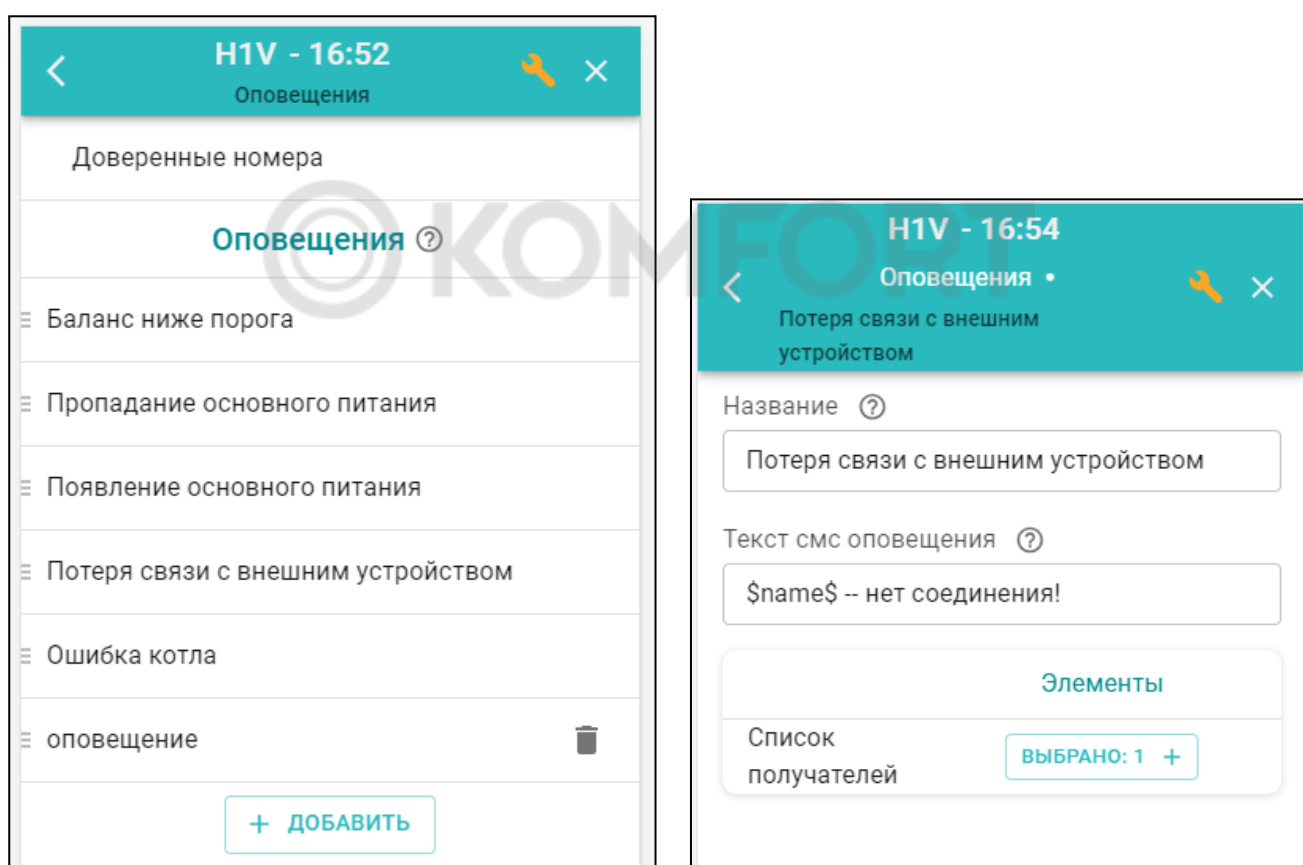 H1V - 16:52
Оповещения
Доверенные номера
Оповещения
Баланс ниже порога
Пропадание основного питания
Появление основного питания
Потеря связи с внешним устройством
Ошибка котла
оповещение
+ ДОБАВИТЬ
KOMFORT
H1V - 16:54
Оповещения •
Потеря связи с внешним
устройством
Название
Потеря связи с внешним устройством
Текст смс оповещения
$name$ -- нет соединения!
Элементы
Список
получателей
ВЫБРАНО: 1 +